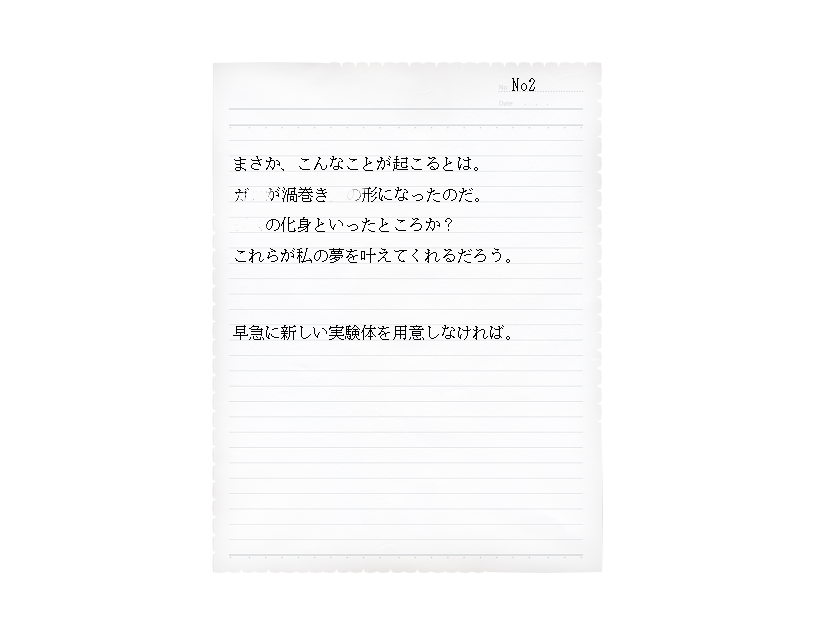 No2
No.
Date
まさか、こんなことが起こるとは。
が渦巻き の形になったのだ。
の化身といったところか？
これらが私の夢を叶えてくれるだろう。
早急に新しい実験体を用意しなければ。